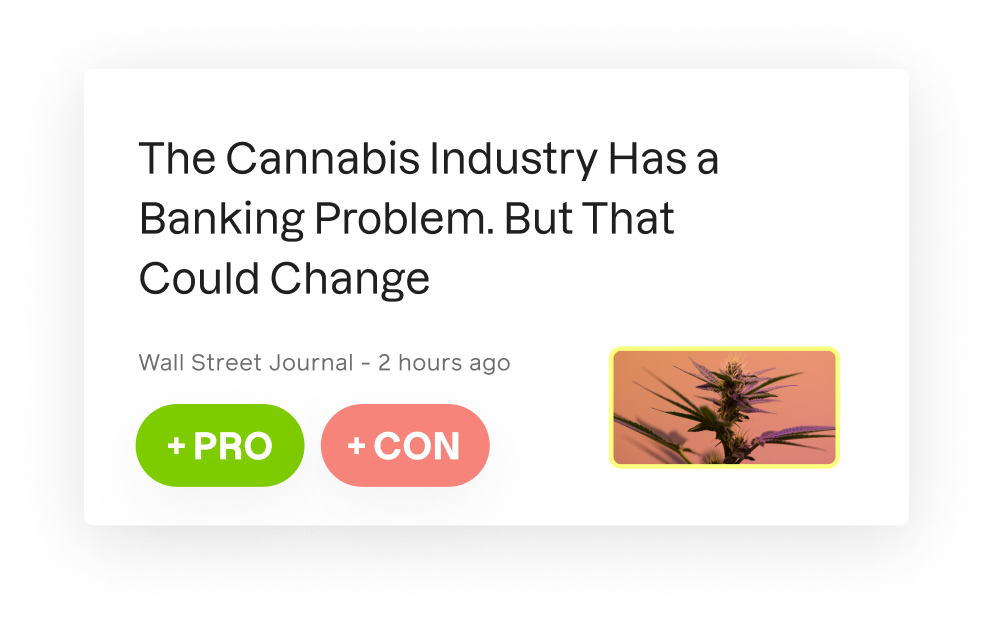 The Cannabis Industry Has a
Banking Problem. But That
Could Change
Wall Street Journal – 2 hours ago
+ PRO
+ CON